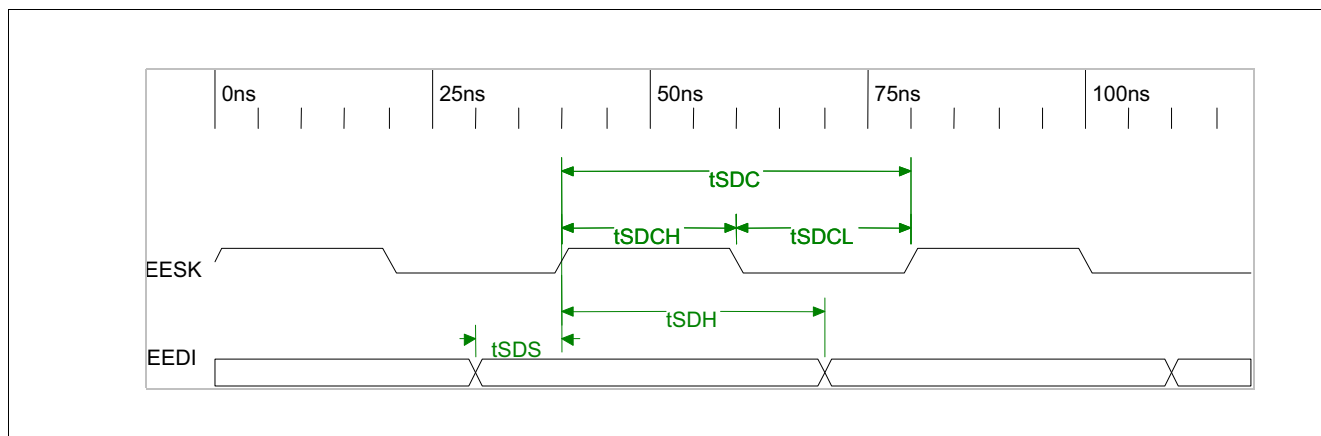 0ns 25ns 50ns 75ns 100ns
tSDC
tSDCH tSDCL
EESK
tSDH
tSDS
EEDI